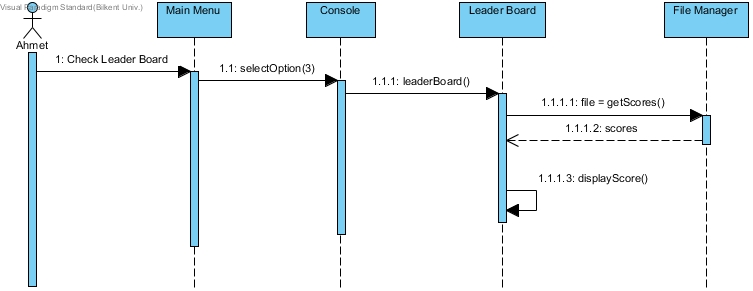 Visual Paradigm Standard(Bilkent Univ.)
Main Menu
Console
Leader Board
File Manager
Ahmet
1: Check Leader Board
1.1: selectOption(3)
1.1.1: leaderBoard()
1.1.1.1: file = getScores()
1.1.1.2: scores
1.1.1.3: displayScore()